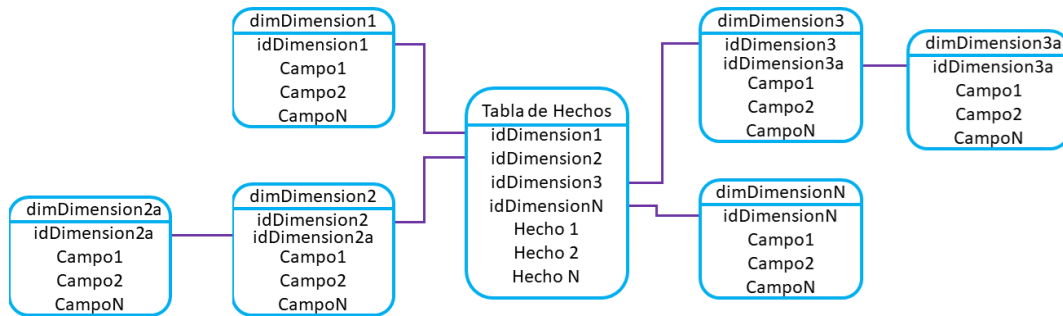 dimDimension1
idDimension1
Campo1
Campo2
CampoN
dimDimension3
idDimension3
idDimension3a
Campo1
Campo2
CampoN
dimDimension3a
idDimension3a
Campo1
Campo2
CampoN
Tabla de Hechos
idDimension1
idDimension2
idDimension3
idDimensionN
Hecho 1
Hecho 2
Hecho N
dimDimension2a
idDimension2a
Campo1
Campo2
CampoN
dimDimension2
idDimension2
idDimension2a
Campo1
Campo2
CampoN
dimDimensionN
idDimensionN
Campo1
Campo2
CampoN